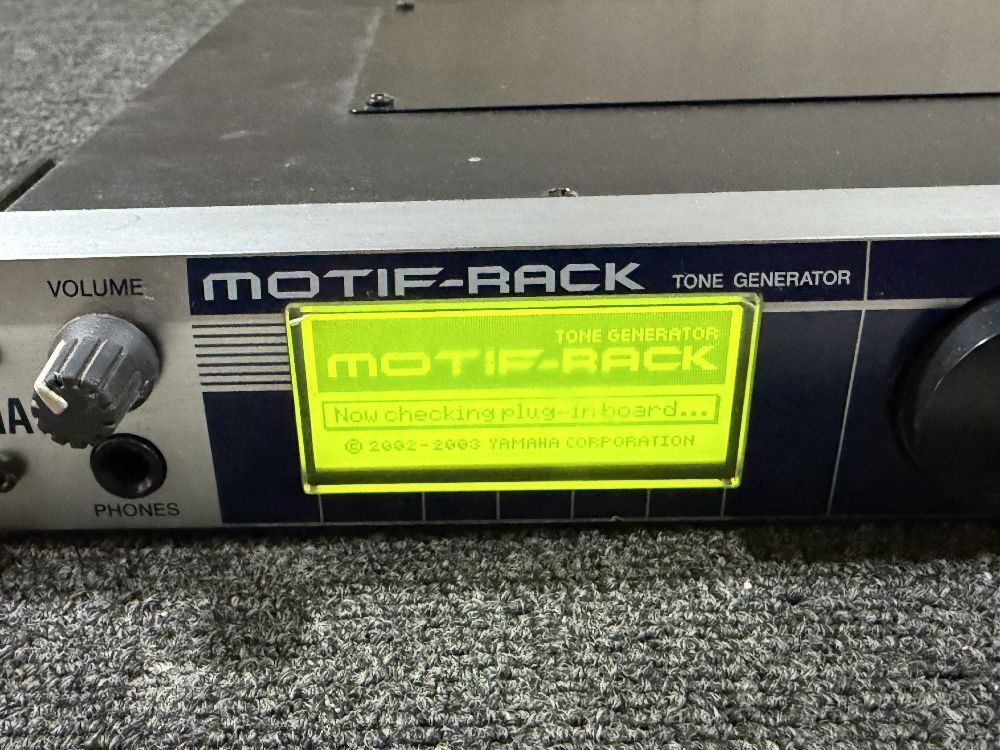 VOLUME
MOTIF-RACK TONE GENERATOR
TONE GENERATOR
MOTIF-RACK
Now checking plug-in board...
© 2002-2003 YAMAHA CORPORATION
HA
PHONES